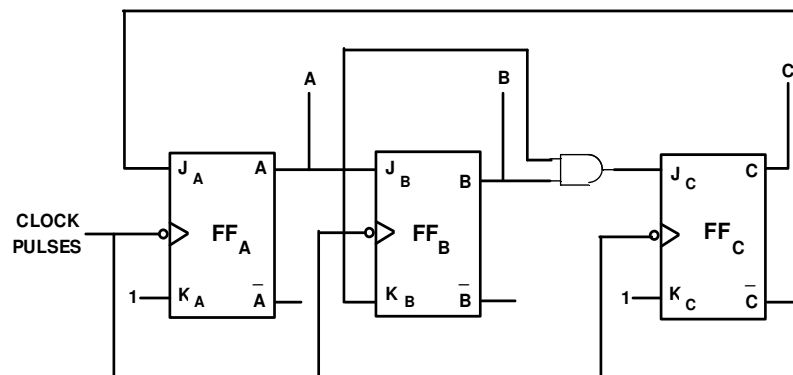 A
B
C
J A
A
J B
B
J C
C
CLOCK
PULSES
FF A
FF B
FF C
1
K A
A̅
K B
B̅
1
K C
C̅